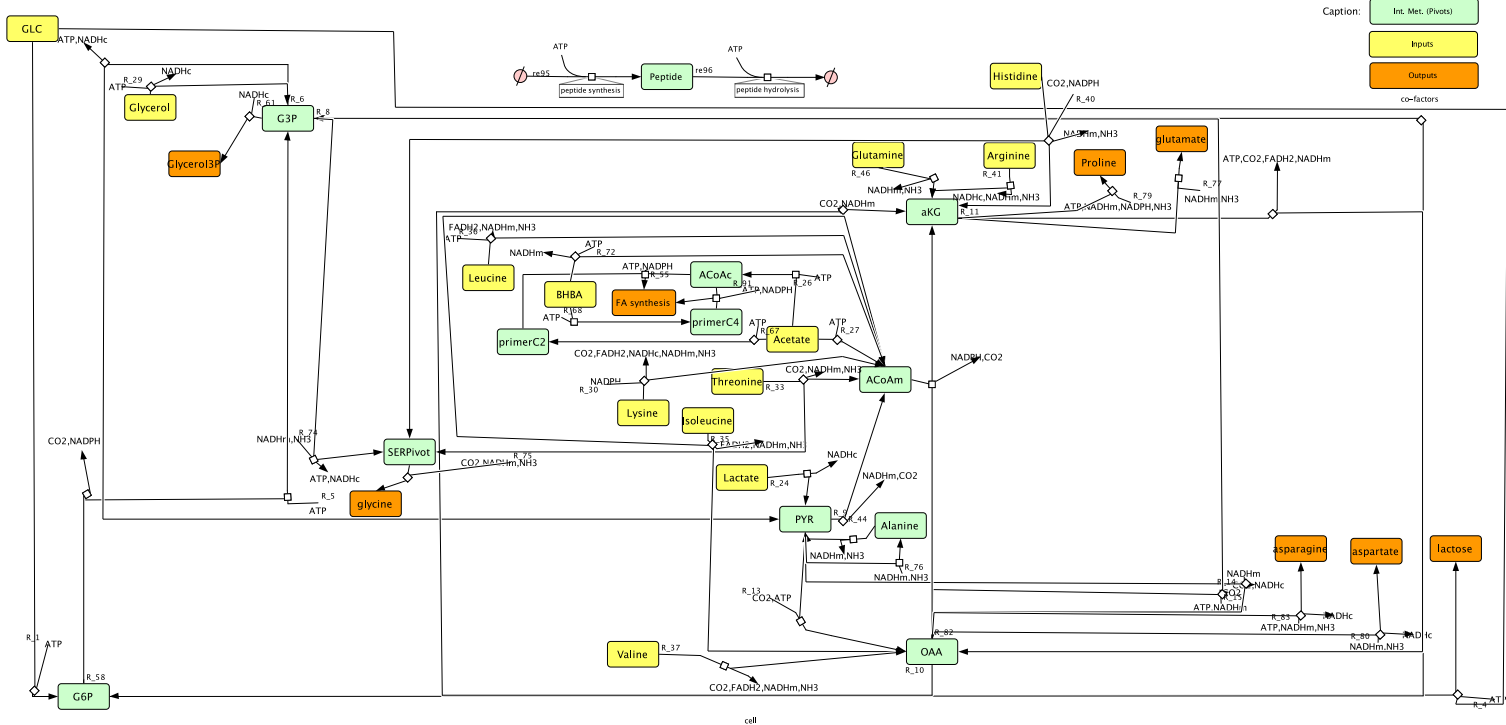 Caption:
Int. Met. (Pivots)
Inputs
Outputs
co-factors
GLC
ATP,NADHc
R_29
NADHc
ATP
Glycerol
NADHc
R_61
R_6
R_8
G3P
Glycerol3P
ATP
re95
peptide synthesis
Peptide
re96
ATP
peptide hydrolysis
Histidine
CO2,NADPH
R_40
NADHm,NH3
Glutamine
R_46
Arginine
R_41
NADHm,NH3
NADHc,NADHm,NH3
Proline
R_79
ATP,NADHm,NADPH,NH3
glutamate
R_77
NADHm,NH3
ATP,CO2,FADH2,NADHm
CO2,NADHm
aKG
R_11
FADH2,NADHm,NH3
R_36
ATP
Leucine
NADHm
ATP
R_72
BHBA
ATP
R_68
ATP,NADPH
R_55
ACoAc
R_91
ATP,NADPH
R_26
ATP
FA synthesis
primerC4
primerC2
ATP
R_67
Acetate
ATP
R_27
CO2,FADH2,NADHc,NADHm,NH3
NADPH
R_30
Lysine
Threonine
R_33
CO2,NADHm,NH3
ACoAm
NADPH,CO2
Isoleucine
R_35
FADH2,NADHm,NH3
R_74
NADHm,NH3
ATP,NADHc
SERPivot
R_75
CO2,NADHm,NH3
glycine
CO2,NADPH
R_5
ATP
Lactate
R_24
NADHc
NADHm,CO2
PYR
R_9
R_44
Alanine
NADHm,NH3
R_76
NADHm,NH3
R_13
CO2,ATP
NADHm
R_14
CO2
R_15
ATP,NADHm
asparagine
R_83
NADHc
ATP,NADHm,NH3
aspartate
R_80
NADHc
NADHm,NH3
lactose
R_82
OAA
R_10
Valine
R_37
CO2,FADH2,NADHm,NH3
R_1
ATP
R_58
G6P
R_4
cell